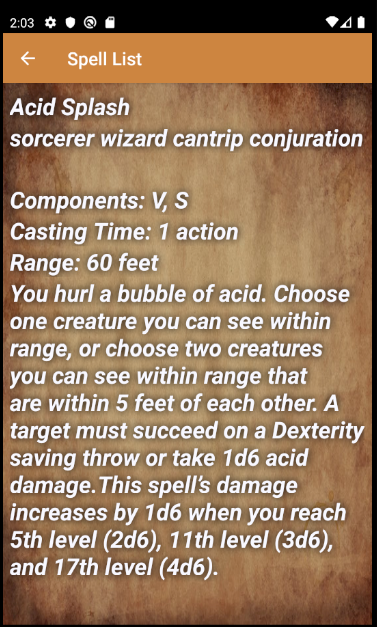 2:03
Spell List
Acid Splash
sorcerer wizard cantrip conjuration
Components: V, S
Casting Time: 1 action
Range: 60 feet
You hurl a bubble of acid. Choose
one creature you can see within
range, or choose two creatures
you can see within range that
are within 5 feet of each other. A
target must succeed on a Dexterity
saving throw or take 1d6 acid
damage.This spell’s damage
increases by 1d6 when you reach
5th level (2d6), 11th level (3d6),
and 17th level (4d6).